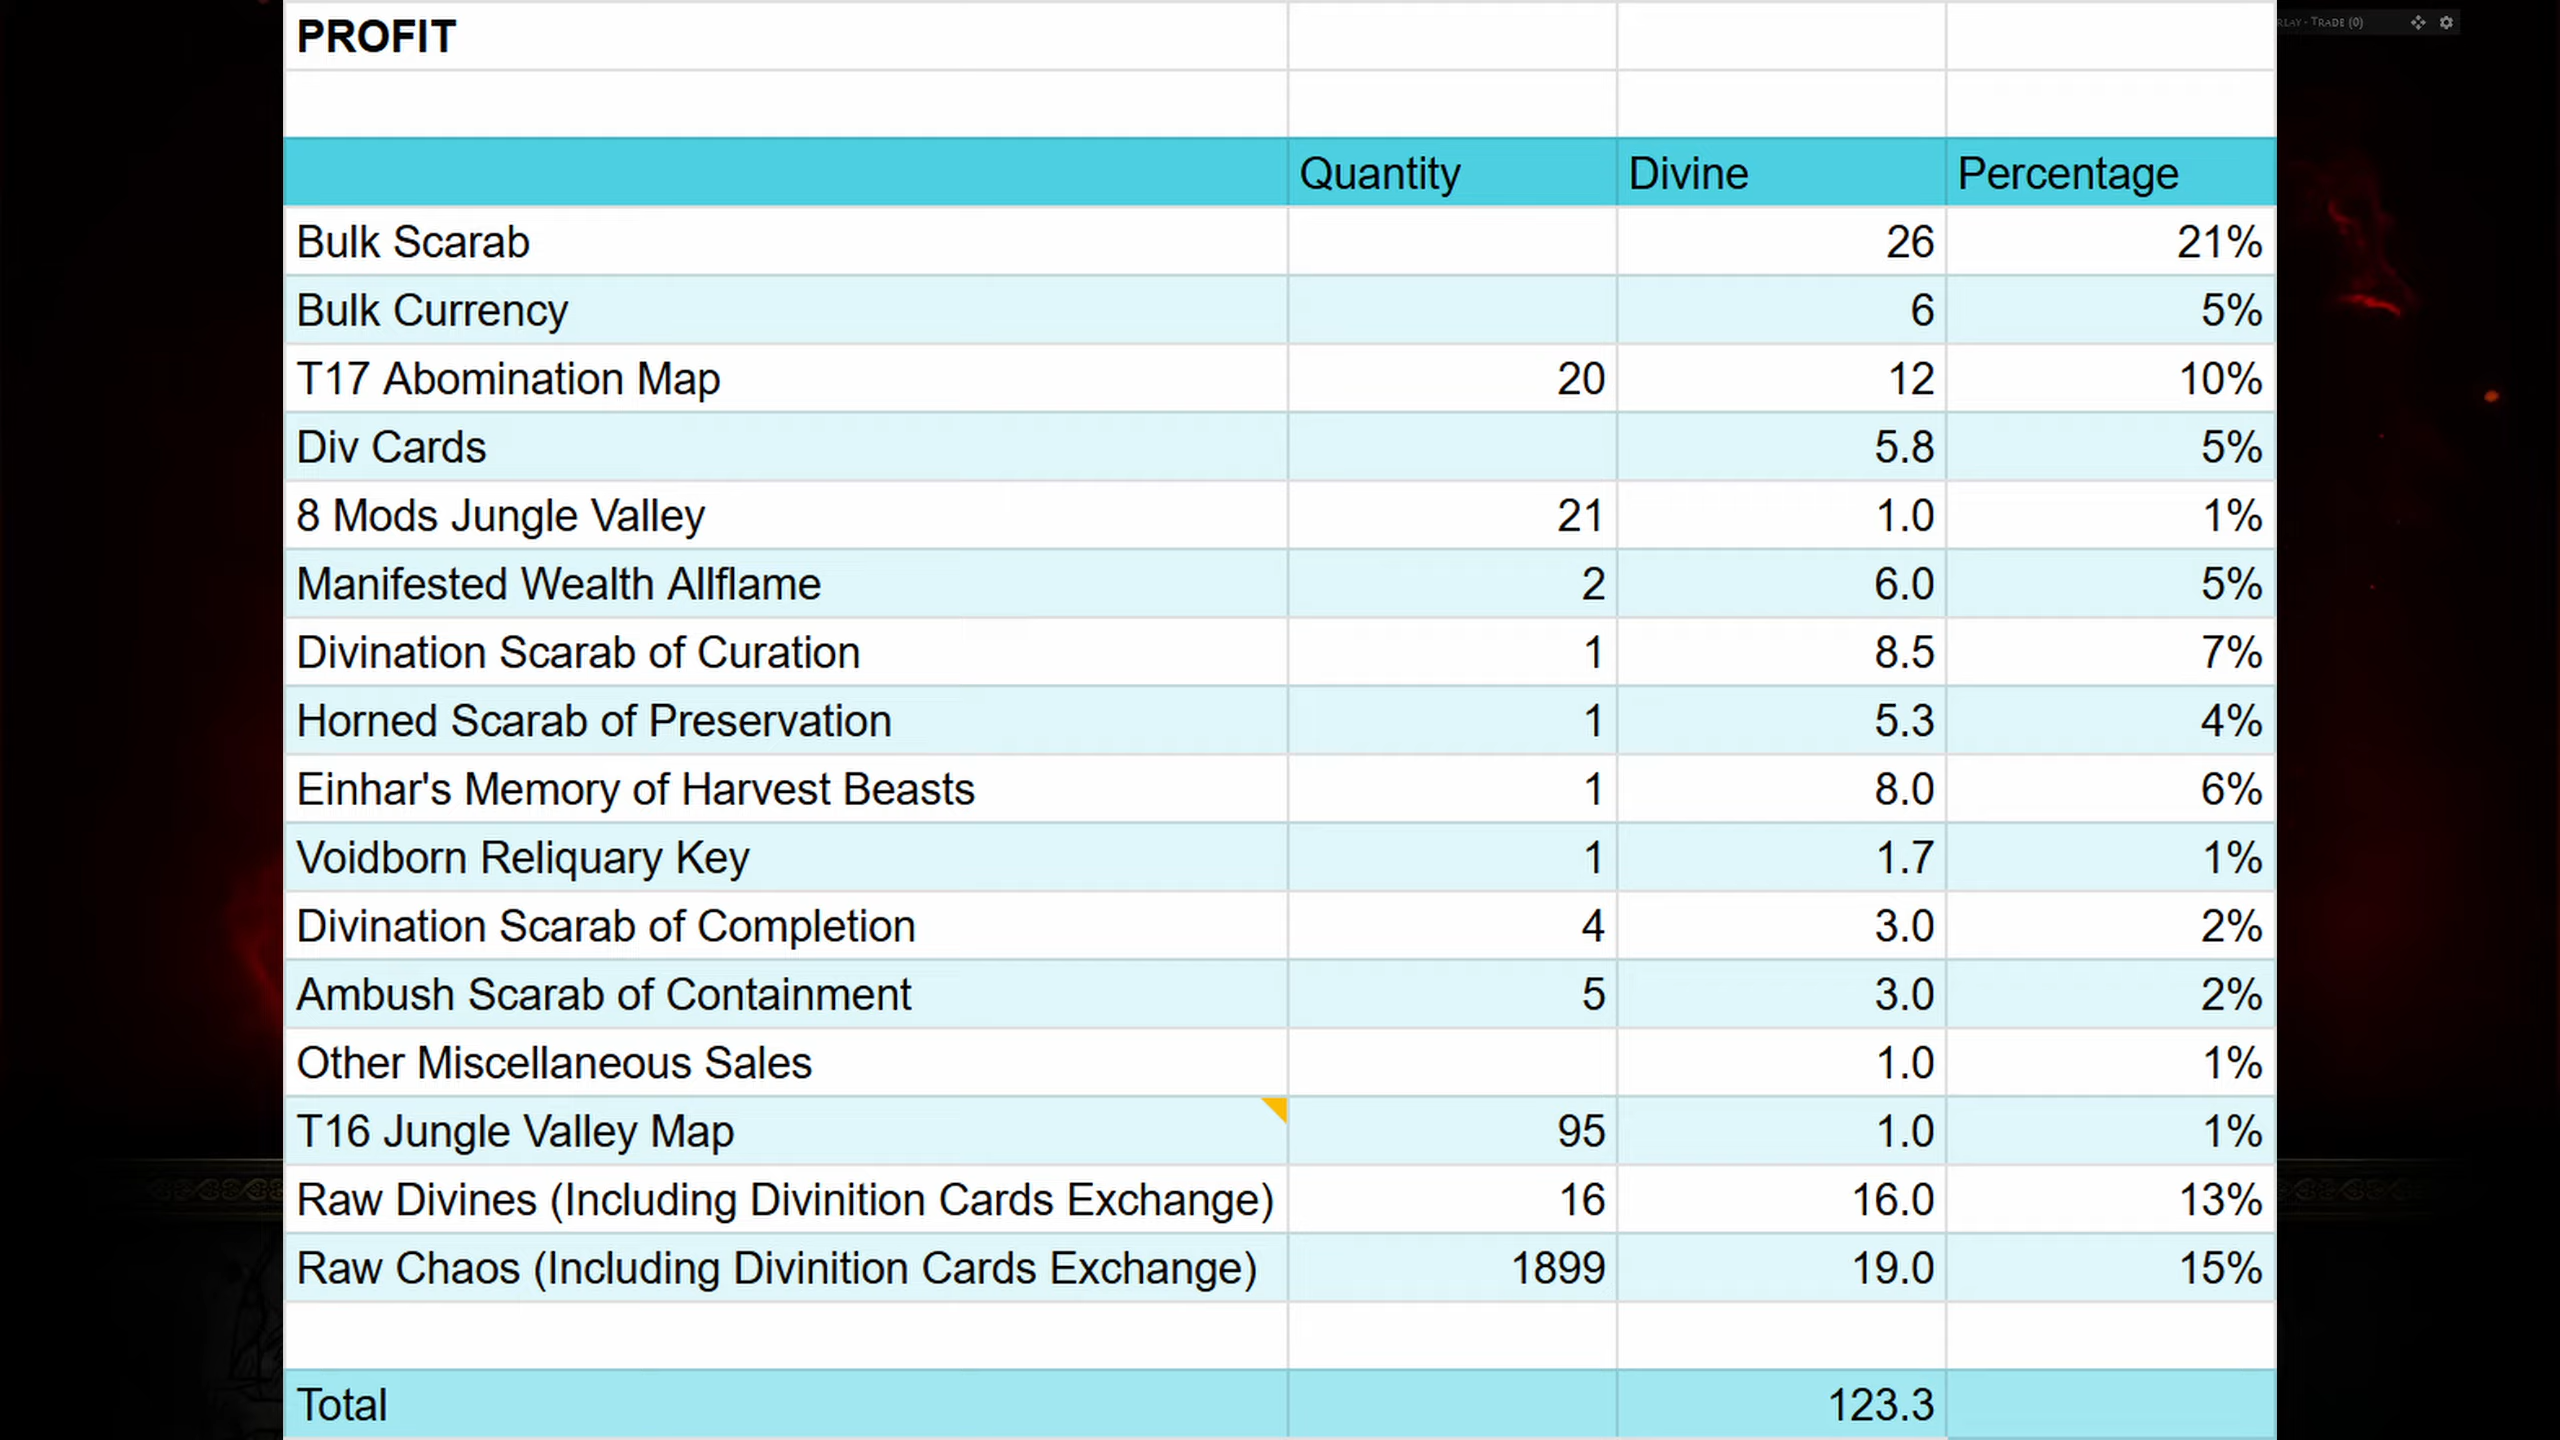 PROFIT
RLAY - TRADE (0)
Quantity Divine Percentage
Bulk Scarab 26 21%
Bulk Currency 6 5%
T17 Abomination Map 20 12 10%
Div Cards 5.8 5%
8 Mods Jungle Valley 21 1.0 1%
Manifested Wealth Allflame 2 6.0 5%
Divination Scarab of Curation 1 8.5 7%
Horned Scarab of Preservation 1 5.3 4%
Einhar's Memory of Harvest Beasts 1 8.0 6%
Voidborn Reliquary Key 1 1.7 1%
Divination Scarab of Completion 4 3.0 2%
Ambush Scarab of Containment 5 3.0 2%
Other Miscellaneous Sales 1.0 1%
T16 Jungle Valley Map 95 1.0 1%
Raw Divines (Including Divinition Cards Exchange) 16 16.0 13%
Raw Chaos (Including Divinition Cards Exchange) 1899 19.0 15%
Total 123.3